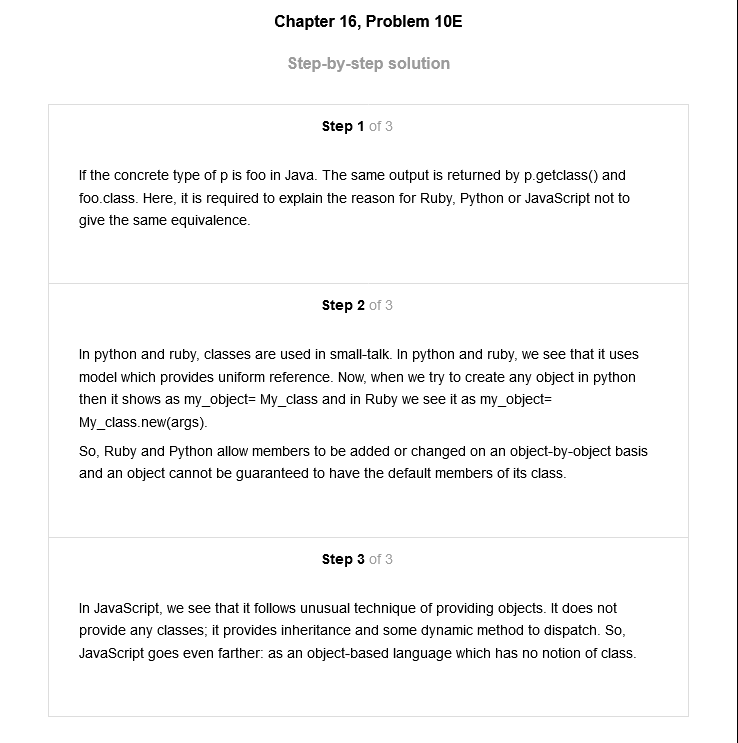 Chapter 16, Problem 10E
Step-by-step solution
Step 1 of 3
If the concrete type of p is foo in Java. The same output is returned by p.getclass() and
foo.class. Here, it is required to explain the reason for Ruby, Python or JavaScript not to
give the same equivalence.
Step 2 of 3
In python and ruby, classes are used in small-talk. In python and ruby, we see that it uses
model which provides uniform reference. Now, when we try to create any object in python
then it shows as my_object= My_class and in Ruby we see it as my_object=
My_class.new(args).
So, Ruby and Python allow members to be added or changed on an object-by-object basis
and an object cannot be guaranteed to have the default members of its class.
Step 3 of 3
In JavaScript, we see that it follows unusual technique of providing objects. It does not
provide any classes; it provides inheritance and some dynamic method to dispatch. So,
JavaScript goes even farther: as an object-based language which has no notion of class.